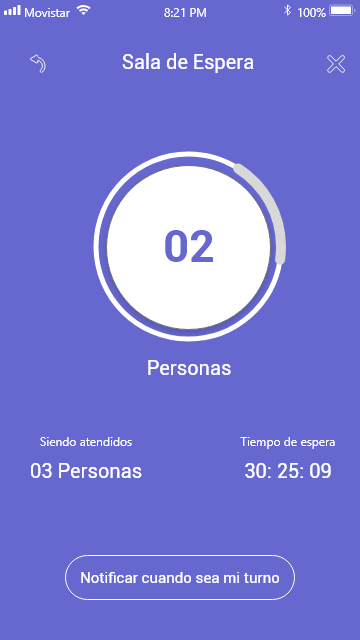 Movistar 8:21 PM 100%
Sala de Espera
02
Personas
Siendo atendidos Tiempo de espera
03 Personas 30: 25: 09
Notificar cuando sea mi turno